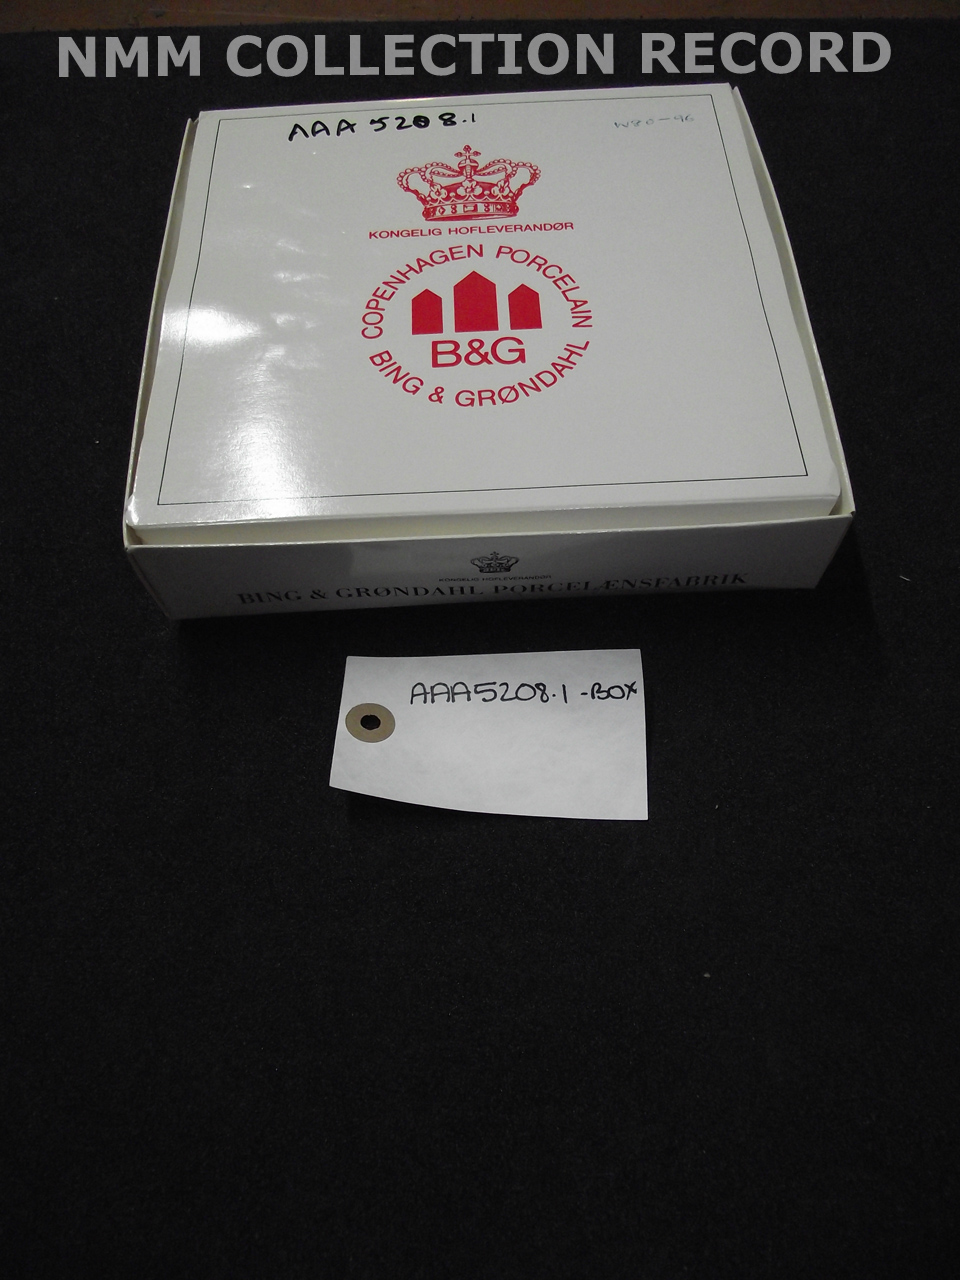 NMM COLLECTION RECORD
AAA 5208.1
W80-96
KONGELIG HOFLEVERANDØR
COPENHAGEN PORCELAIN
B&G
BING & GRØNDAHL
KONGELIG HOFLEVERANDØR
BING & GRØNDAHL PORCELÆNSFABRIK
AAA5208.1 -BOX